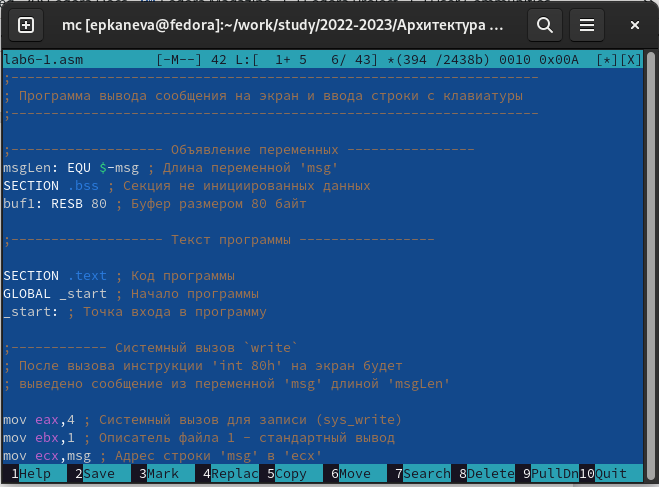 mc [epkaneva@fedora]:~/work/study/2022-2023/Архитектура ...
lab6-1.asm [-M--] 42 L:[ 1+ 5 6/ 43] *(394 /2438b) 0010 0x00A [*][X]
;---------------------------------------------------------------
; Программа вывода сообщения на экран и ввода строки с клавиатуры
;---------------------------------------------------------------
;------------------ Объявление переменных ---------------
msgLen: EQU $-msg ; Длина переменной 'msg'
SECTION .bss ; Секция не инициированных данных
buf1: RESB 80 ; Буфер размером 80 байт
;------------------ Текст программы ----------------
SECTION .text ; Код программы
GLOBAL _start ; Начало программы
_start: ; Точка входа в программу
;------------ Системный вызов `write`
; После вызова инструкции 'int 80h' на экран будет
; выведено сообщение из переменной 'msg' длиной 'msgLen'
mov eax,4 ; Системный вызов для записи (sys_write)
mov ebx,1 ; Описатель файла 1 - стандартный вывод
mov ecx,msg ; Адрес строки 'msg' в 'ecx'
1Help 2Save 3Mark 4Replac 5Copy 6Move 7Search 8Delete 9PullDn 10Quit